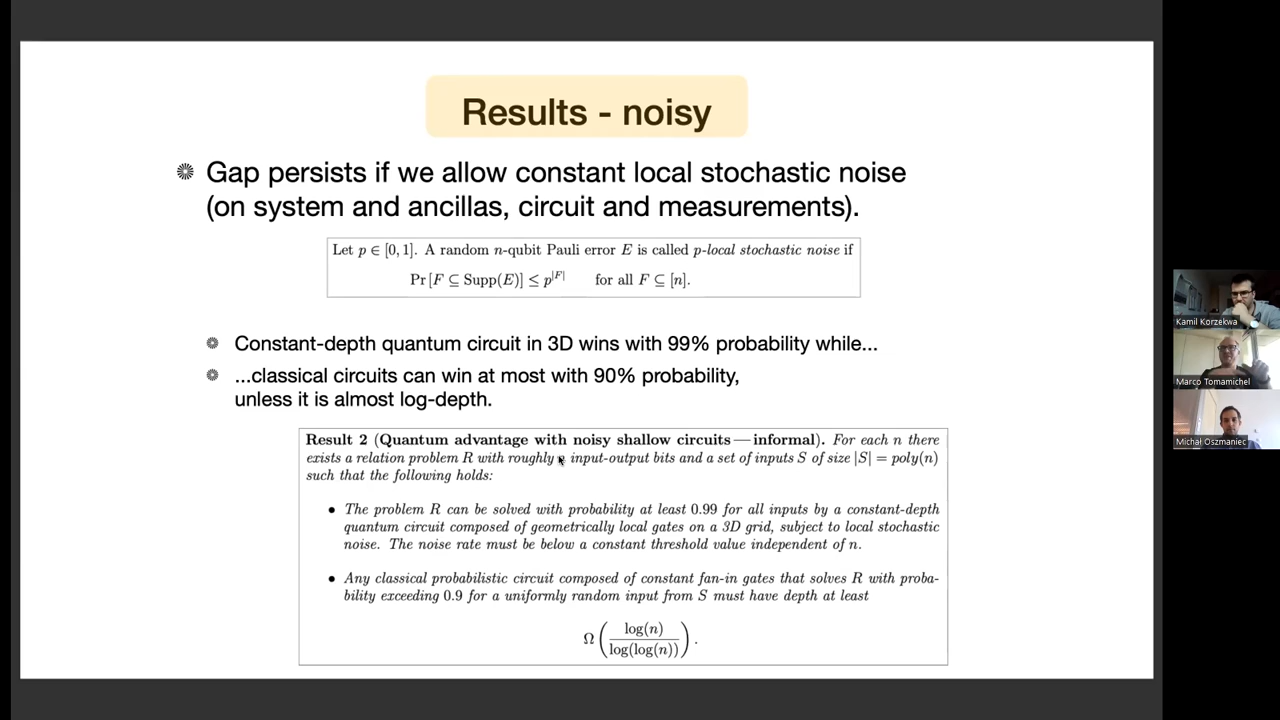 Results - noisy
Gap persists if we allow constant local stochastic noise
(on system and ancillas, circuit and measurements).
Let p ∈ [0, 1]. A random n-qubit Pauli error E is called p-local stochastic noise if
Pr [F ⊆ Supp(E)] ≤ p^|F| for all F ⊆ [n].
Constant-depth quantum circuit in 3D wins with 99% probability while...
...classical circuits can win at most with 90% probability,
unless it is almost log-depth.
Result 2 (Quantum advantage with noisy shallow circuits — informal). For each n there
exists a relation problem R with roughly n input-output bits and a set of inputs S of size |S| = poly(n)
such that the following holds:
• The problem R can be solved with probability at least 0.99 for all inputs by a constant-depth
quantum circuit composed of geometrically local gates on a 3D grid, subject to local stochastic
noise. The noise rate must be below a constant threshold value independent of n.
• Any classical probabilistic circuit composed of constant fan-in gates that solves R with proba-
bility exceeding 0.9 for a uniformly random input from S must have depth at least
Ω ( log(n) / log(log(n)) ) .
Kamil Korzekwa
Marco Tomamichel
Michał Oszmaniec